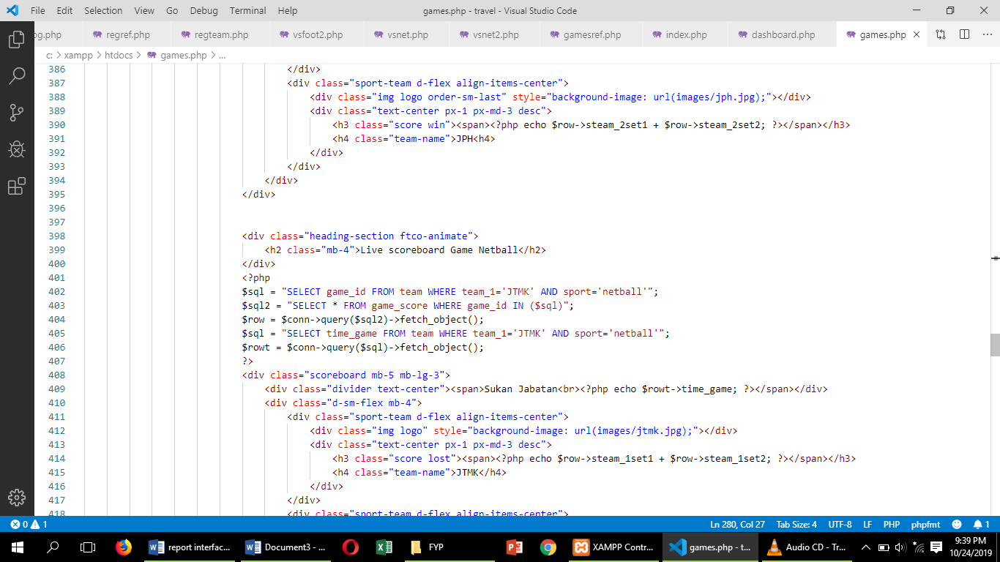 File Edit Selection View Go Debug Terminal Help games.php - travel - Visual Studio Code
og.php regref.php regteam.php vsfoot2.php vsnet.php vsnet2.php gamesref.php index.php dashboard.php games.php
c: > xampp > htdocs > games.php > ...
386 </div>
387 <div class="sport-team d-flex align-items-center">
388 <div class="img logo order-sm-last" style="background-image: url(images/jph.jpg);"></div>
389 <div class="text-center px-1 px-md-3 desc">
390 <h3 class="score win"><span><?php echo $row->steam_2set1 + $row->steam_2set2; ?></span></h3>
391 <h4 class="team-name">JPH<h4>
392 </div>
393 </div>
394 </div>
395 </div>
396
397
398 <div class="heading-section ftco-animate">
399 <h2 class="mb-4">Live scoreboard Game Netball</h2>
400 </div>
401 <?php
402 $sql = "SELECT game_id FROM team WHERE team_1='JTMK' AND sport='netball'";
403 $sql2 = "SELECT * FROM game_score WHERE game_id IN ($sql)";
404 $row = $conn->query($sql2)->fetch_object();
405 $sql = "SELECT time_game FROM team WHERE team_1='JTMK' AND sport='netball'";
406 $rowt = $conn->query($sql)->fetch_object();
407 ?>
408 <div class="scoreboard mb-5 mb-lg-3">
409 <div class="divider text-center"><span>Sukan Jabatan<br><?php echo $rowt->time_game; ?></span></div>
410 <div class="d-sm-flex mb-4">
411 <div class="sport-team d-flex align-items-center">
412 <div class="img logo" style="background-image: url(images/jtmk.jpg);"></div>
413 <div class="text-center px-1 px-md-3 desc">
414 <h3 class="score lost"><span><?php echo $row->steam_1set1 + $row->steam_1set2; ?></span></h3>
415 <h4 class="team-name">JTMK</h4>
416 </div>
417 </div>
418 <div class="sport-team d-flex align-items-center">
0 1 Ln 280, Col 27 Tab Size: 4 UTF-8 LF PHP phpfmt 1
report interfac... Document3 - ... FYP XAMPP Contr... games.php - t... Audio CD - Tr... 9:39 PM
10/24/2019